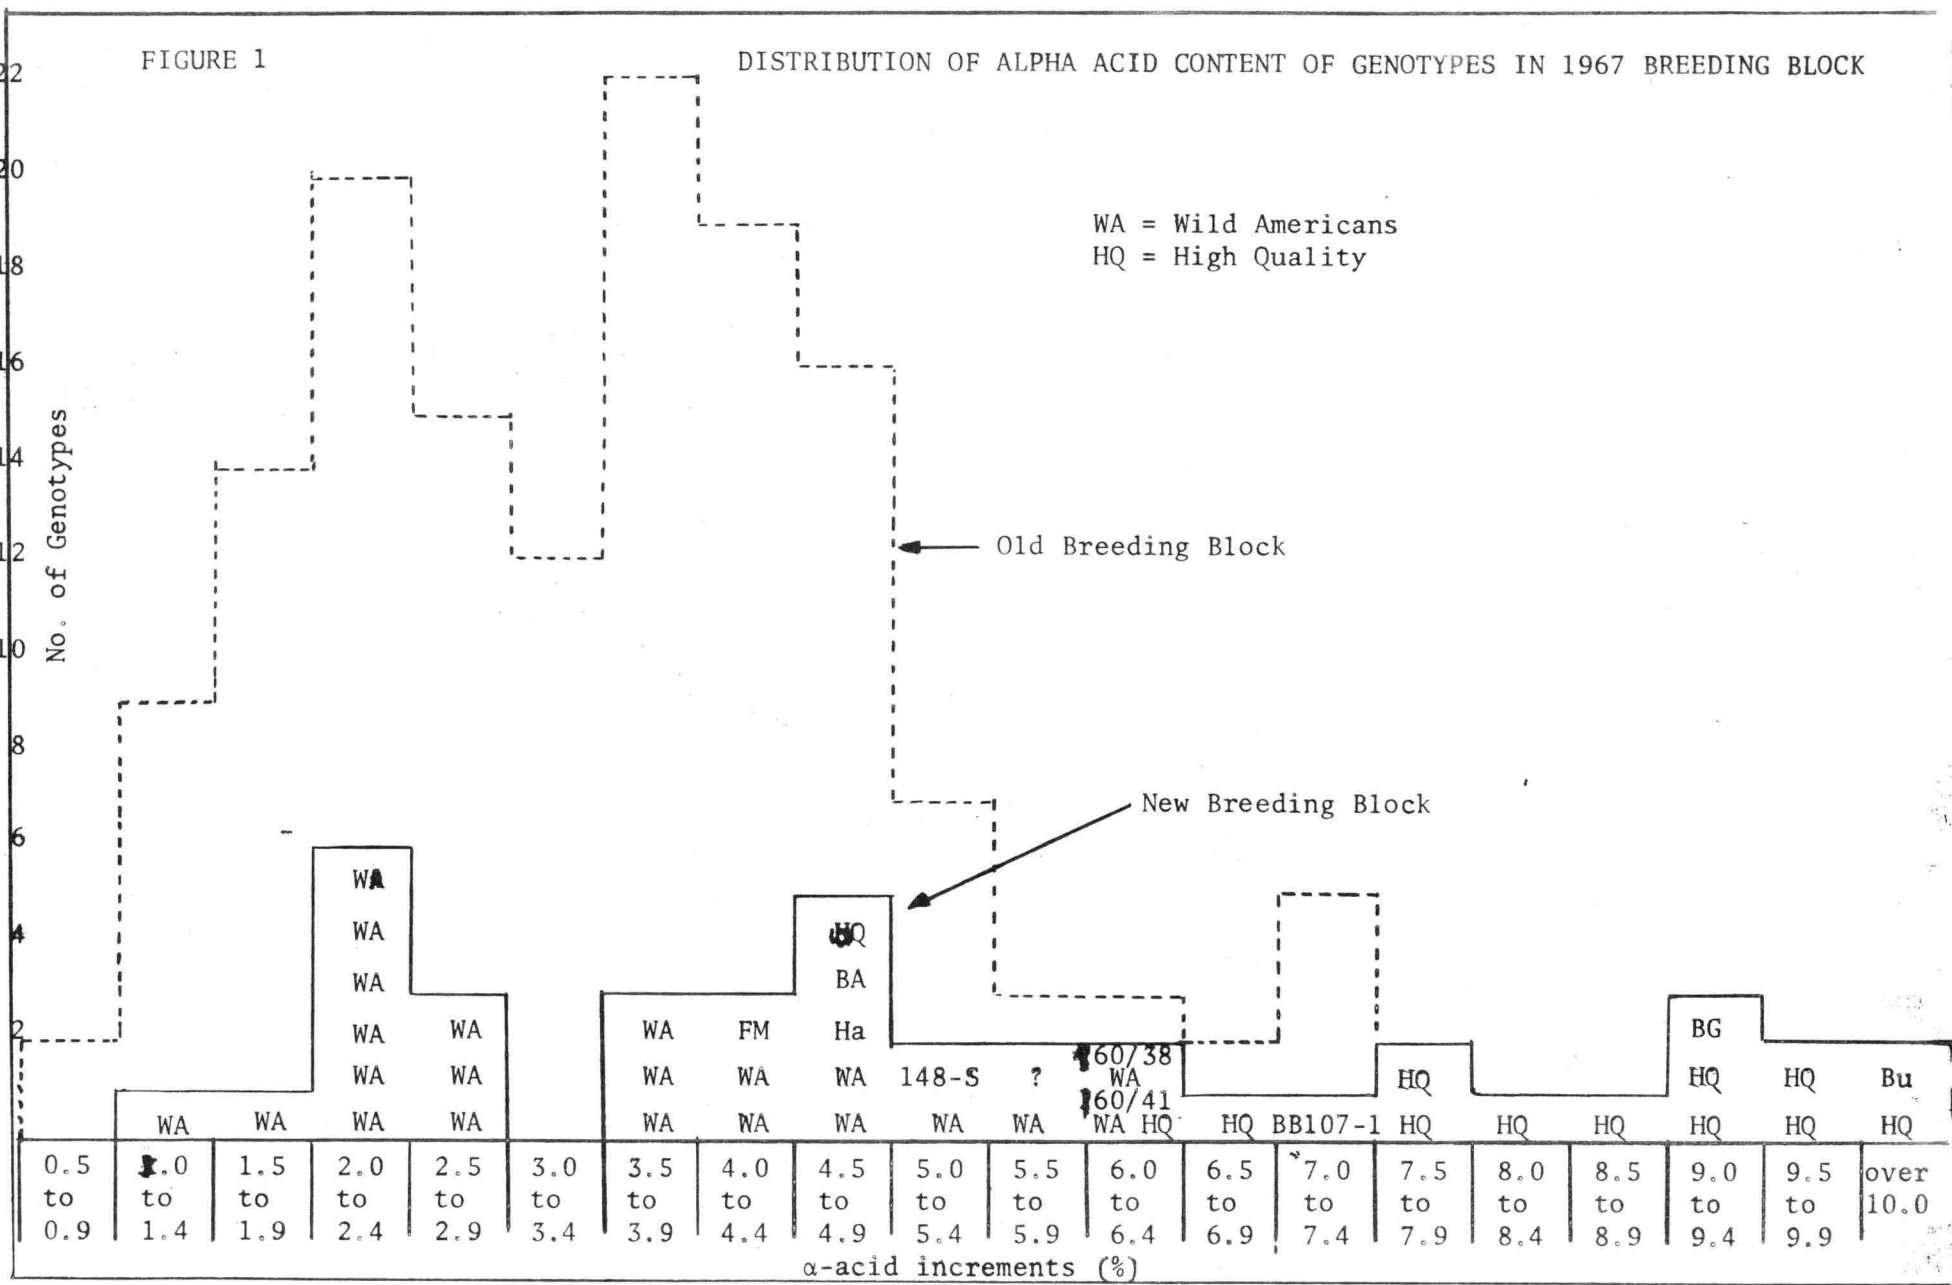 FIGURE 1
DISTRIBUTION OF ALPHA ACID CONTENT OF GENOTYPES IN 1967 BREEDING BLOCK
22
20
18
16
14
12
10
8
6
4
2
No. of Genotypes
WA = Wild Americans
HQ = High Quality
Old Breeding Block
New Breeding Block
WA
WA HQ
WA BA
WA WA WA FM Ha BG
60/38
WA WA WA WA WA 148-S ? WA HQ HQ HQ Bu
60/41
WA WA WA WA WA WA WA WA WA WA HQ HQ BB107-1 HQ HQ HQ HQ HQ HQ
0.5 1.0 1.5 2.0 2.5 3.0 3.5 4.0 4.5 5.0 5.5 6.0 6.5 7.0 7.5 8.0 8.5 9.0 9.5 over
to to to to to to to to to to to to to to to to to to to 10.0
0.9 1.4 1.9 2.4 2.9 3.4 3.9 4.4 4.9 5.4 5.9 6.4 6.9 7.4 7.9 8.4 8.9 9.4 9.9
α-acid increments (%)